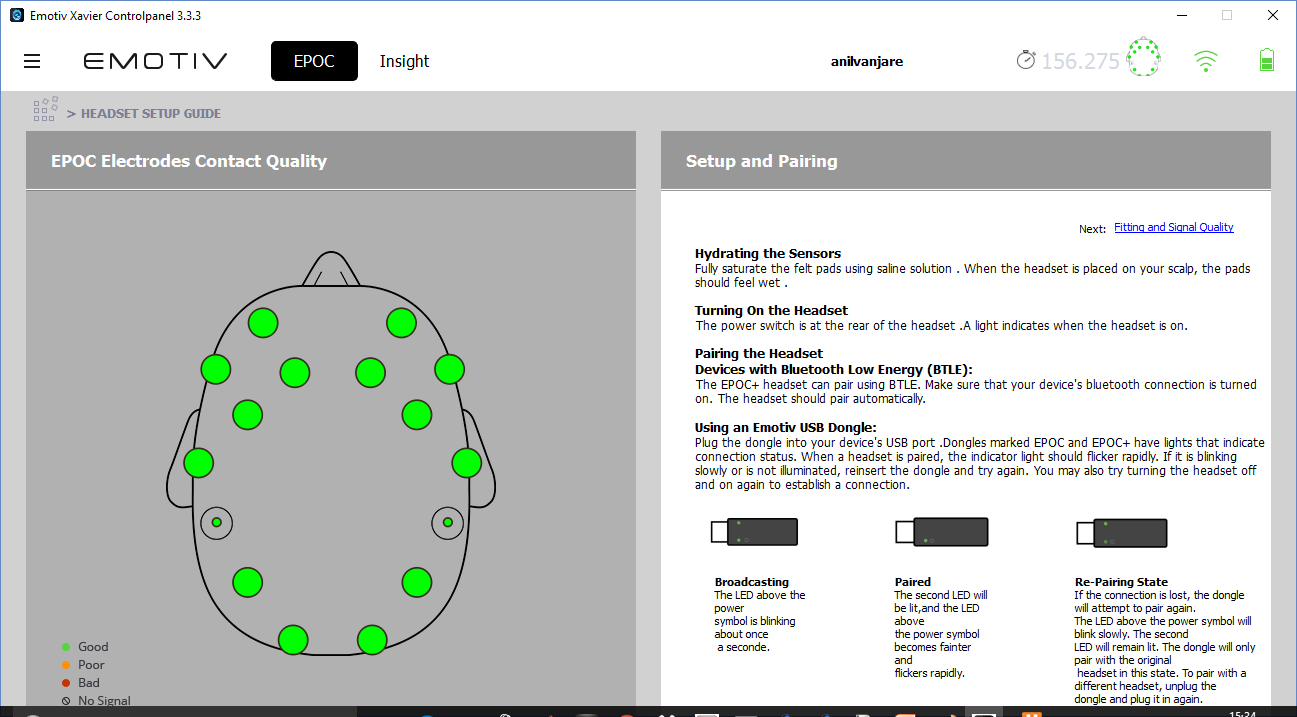 Emotiv Xavier Controlpanel 3.3.3
EMOTIV
EPOC
Insight
anilvanjare
156.275
> HEADSET SETUP GUIDE
EPOC Electrodes Contact Quality
Good
Poor
Bad
No Signal
Setup and Pairing
Next: Fitting and Signal Quality
Hydrating the Sensors
Fully saturate the felt pads using saline solution . When the headset is placed on your scalp, the pads
should feel wet .
Turning On the Headset
The power switch is at the rear of the headset .A light indicates when the headset is on.
Pairing the Headset
Devices with Bluetooth Low Energy (BTLE):
The EPOC+ headset can pair using BTLE. Make sure that your device's bluetooth connection is turned
on. The headset should pair automatically.
Using an Emotiv USB Dongle:
Plug the dongle into your device's USB port .Dongles marked EPOC and EPOC+ have lights that indicate
connection status. When a headset is paired, the indicator light should flicker rapidly. If it is blinking
slowly or is not illuminated, reinsert the dongle and try again. You may also try turning the headset off
and on again to establish a connection.
Broadcasting
The LED above the
power
symbol is blinking
about once
a seconde.
Paired
The second LED will
be lit,and the LED
above
the power symbol
becomes fainter
and
flickers rapidly.
Re-Pairing State
If the connection is lost, the dongle
will attempt to pair again.
The LED above the power symbol will
blink slowly. The second
LED will remain lit. The dongle will only
pair with the original
headset in this state. To pair with a
different headset, unplug the
dongle and plug it in again.